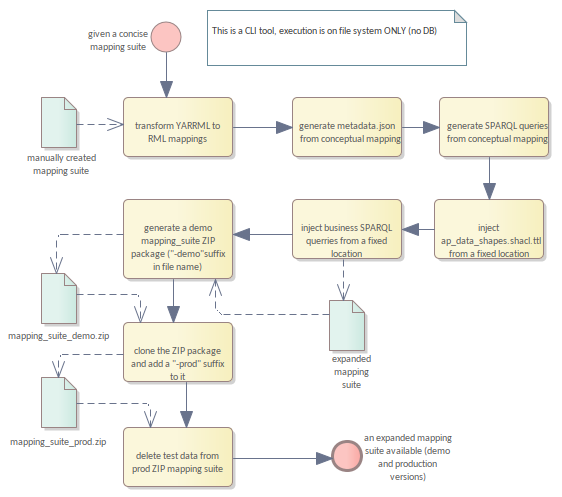 given a concise
mapping suite
This is a CLI tool, execution is on file system ONLY (no DB)
manually created
mapping suite
transform YARRML to
RML mappings
generate metadata.json
from conceptual mapping
generate SPARQL queries
from conceptual mapping
inject
ap_data_shapes.shacl.ttl
from a fixed location
inject business SPARQL
queries from a fixed
location
generate a demo
mapping_suite ZIP
package ("-demo"suffix
in file name)
mapping_suite_demo.zip
expanded
mapping
suite
clone the ZIP package
and add a "-prod" suffix
to it
mapping_suite_prod.zip
delete test data from
prod ZIP mapping suite
an expanded mapping
suite available (demo
and production
versions)